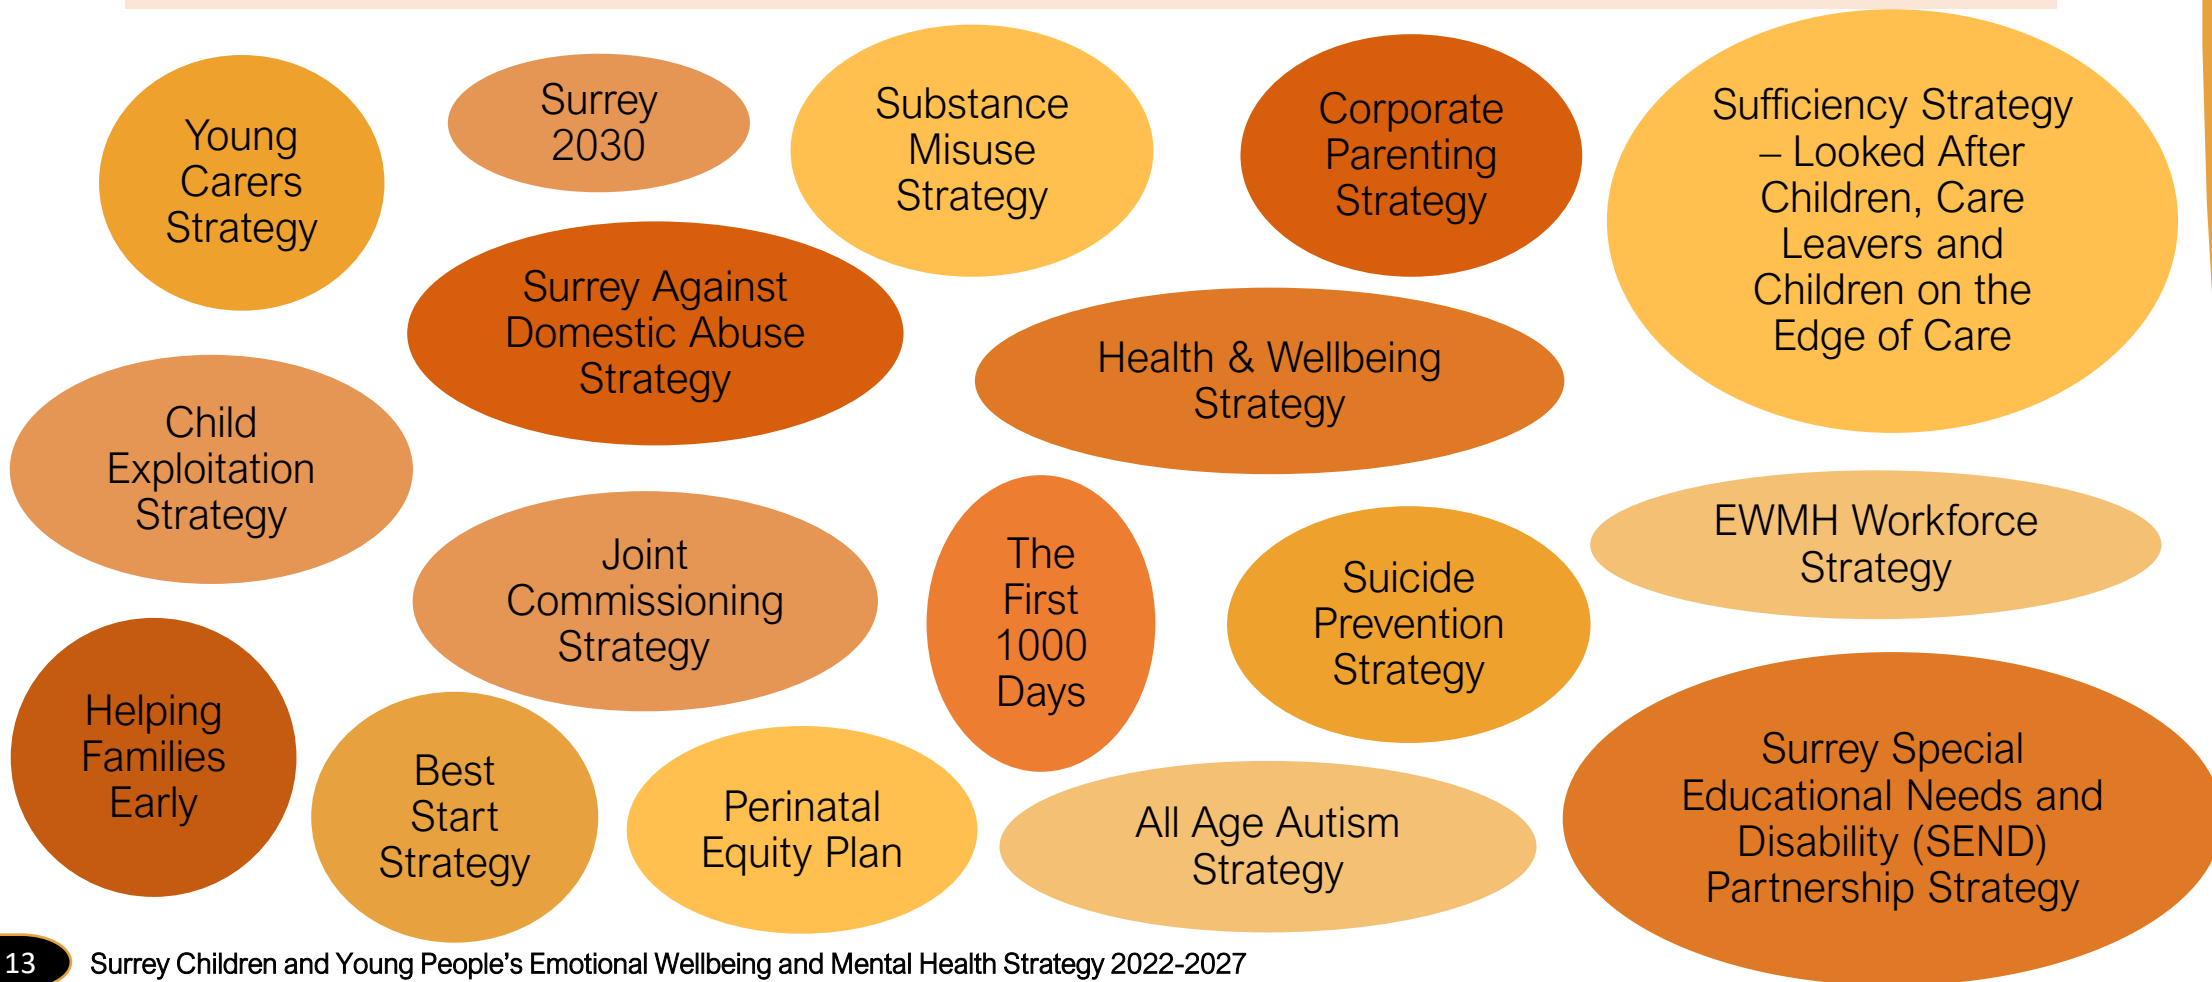 Young
Carers
Strategy
Surrey
2030
Substance
Misuse
Strategy
Corporate
Parenting
Strategy
Sufficiency Strategy
– Looked After
Children, Care
Leavers and
Children on the
Edge of Care
Surrey Against
Domestic Abuse
Strategy
Health & Wellbeing
Strategy
Child
Exploitation
Strategy
Joint
Commissioning
Strategy
The
First
1000
Days
Suicide
Prevention
Strategy
EWMH Workforce
Strategy
Helping
Families
Early
Best
Start
Strategy
Perinatal
Equity Plan
All Age Autism
Strategy
Surrey Special
Educational Needs and
Disability (SEND)
Partnership Strategy
13 Surrey Children and Young People’s Emotional Wellbeing and Mental Health Strategy 2022-2027